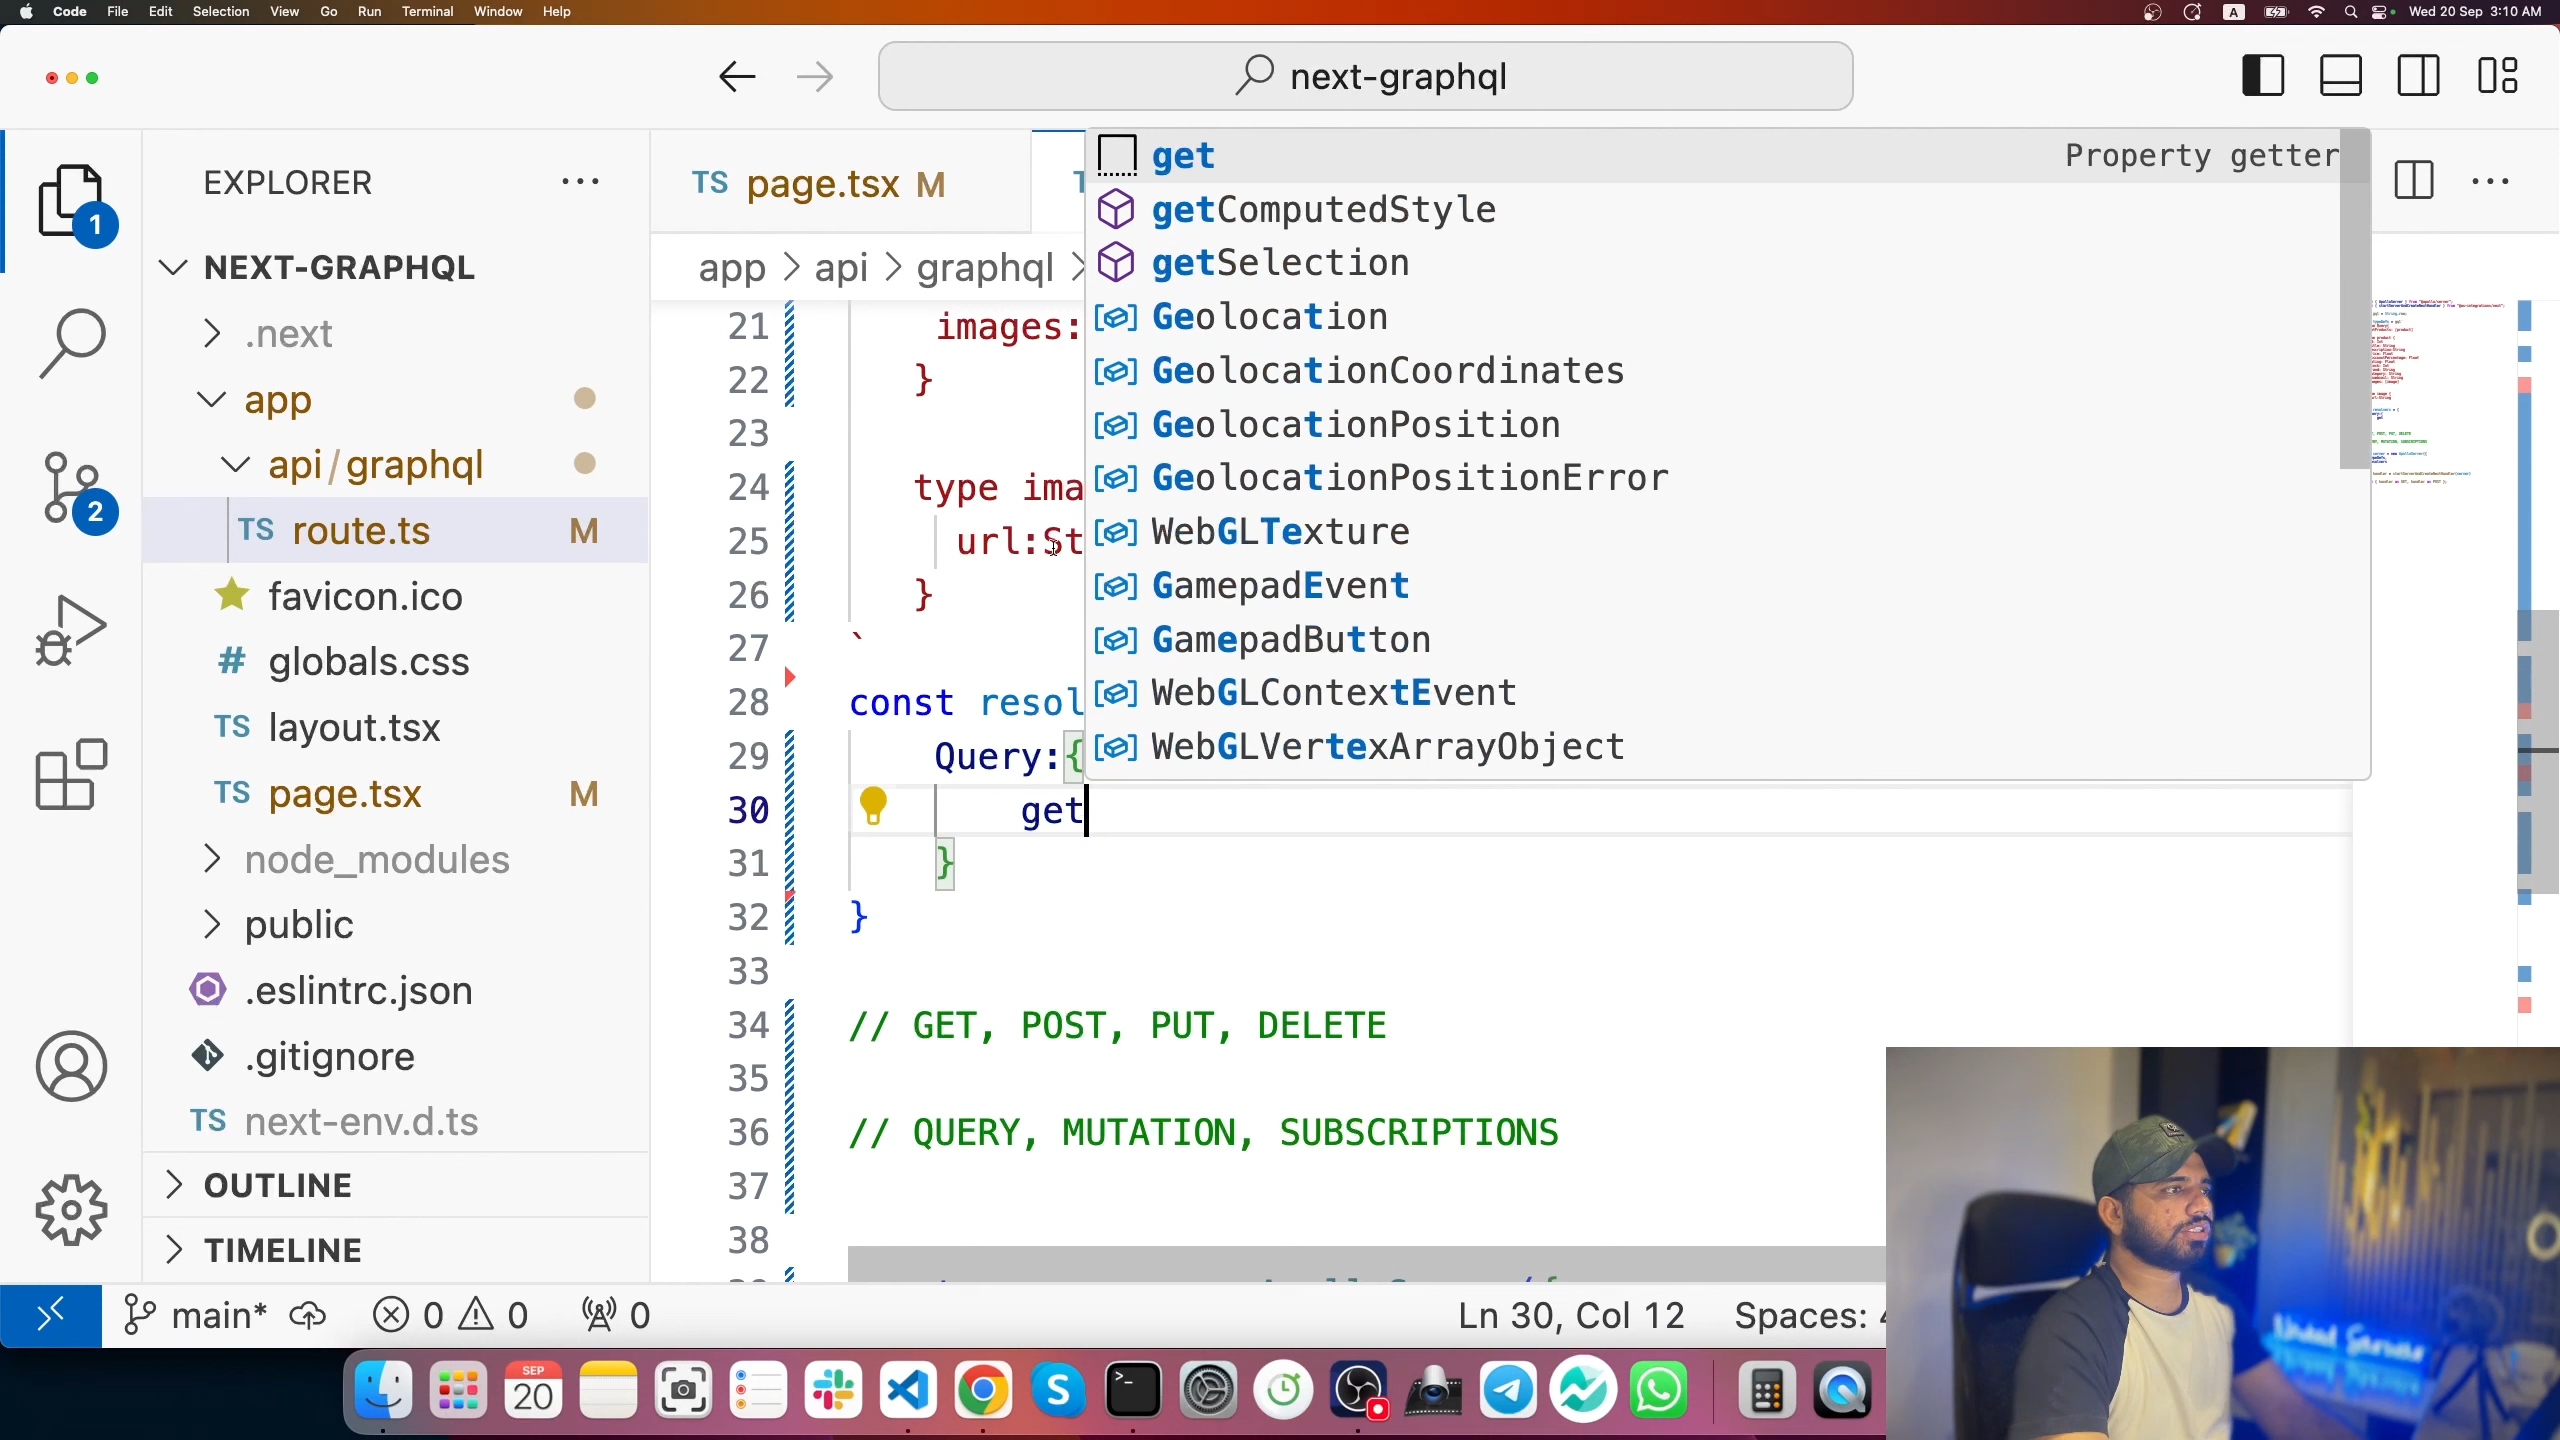 Code File Edit Selection View Go Run Terminal Window Help
A Wed 20 Sep 3:10 AM
next-graphql
EXPLORER
1
2
NEXT-GRAPHQL
.next
app
api/graphql
TS route.ts M
favicon.ico
# globals.css
TS layout.tsx
TS page.tsx M
node_modules
public
.eslintrc.json
.gitignore
TS next-env.d.ts
OUTLINE
TIMELINE
TS page.tsx M
app > api > graphql >
get Property getter
getComputedStyle
getSelection
Geolocation
GeolocationCoordinates
GeolocationPosition
GeolocationPositionError
WebGLTexture
GamepadEvent
GamepadButton
WebGLContextEvent
WebGLVertexArrayObject
21 images:
22 }
23
24 type ima
25 url:St
26 }
27 `
28 const resol
29 Query:{
30 get
31 }
32 }
33
34 // GET, POST, PUT, DELETE
35
36 // QUERY, MUTATION, SUBSCRIPTIONS
37
38
main* 0 0 0
Ln 30, Col 12 Spaces:
SEP
20
S